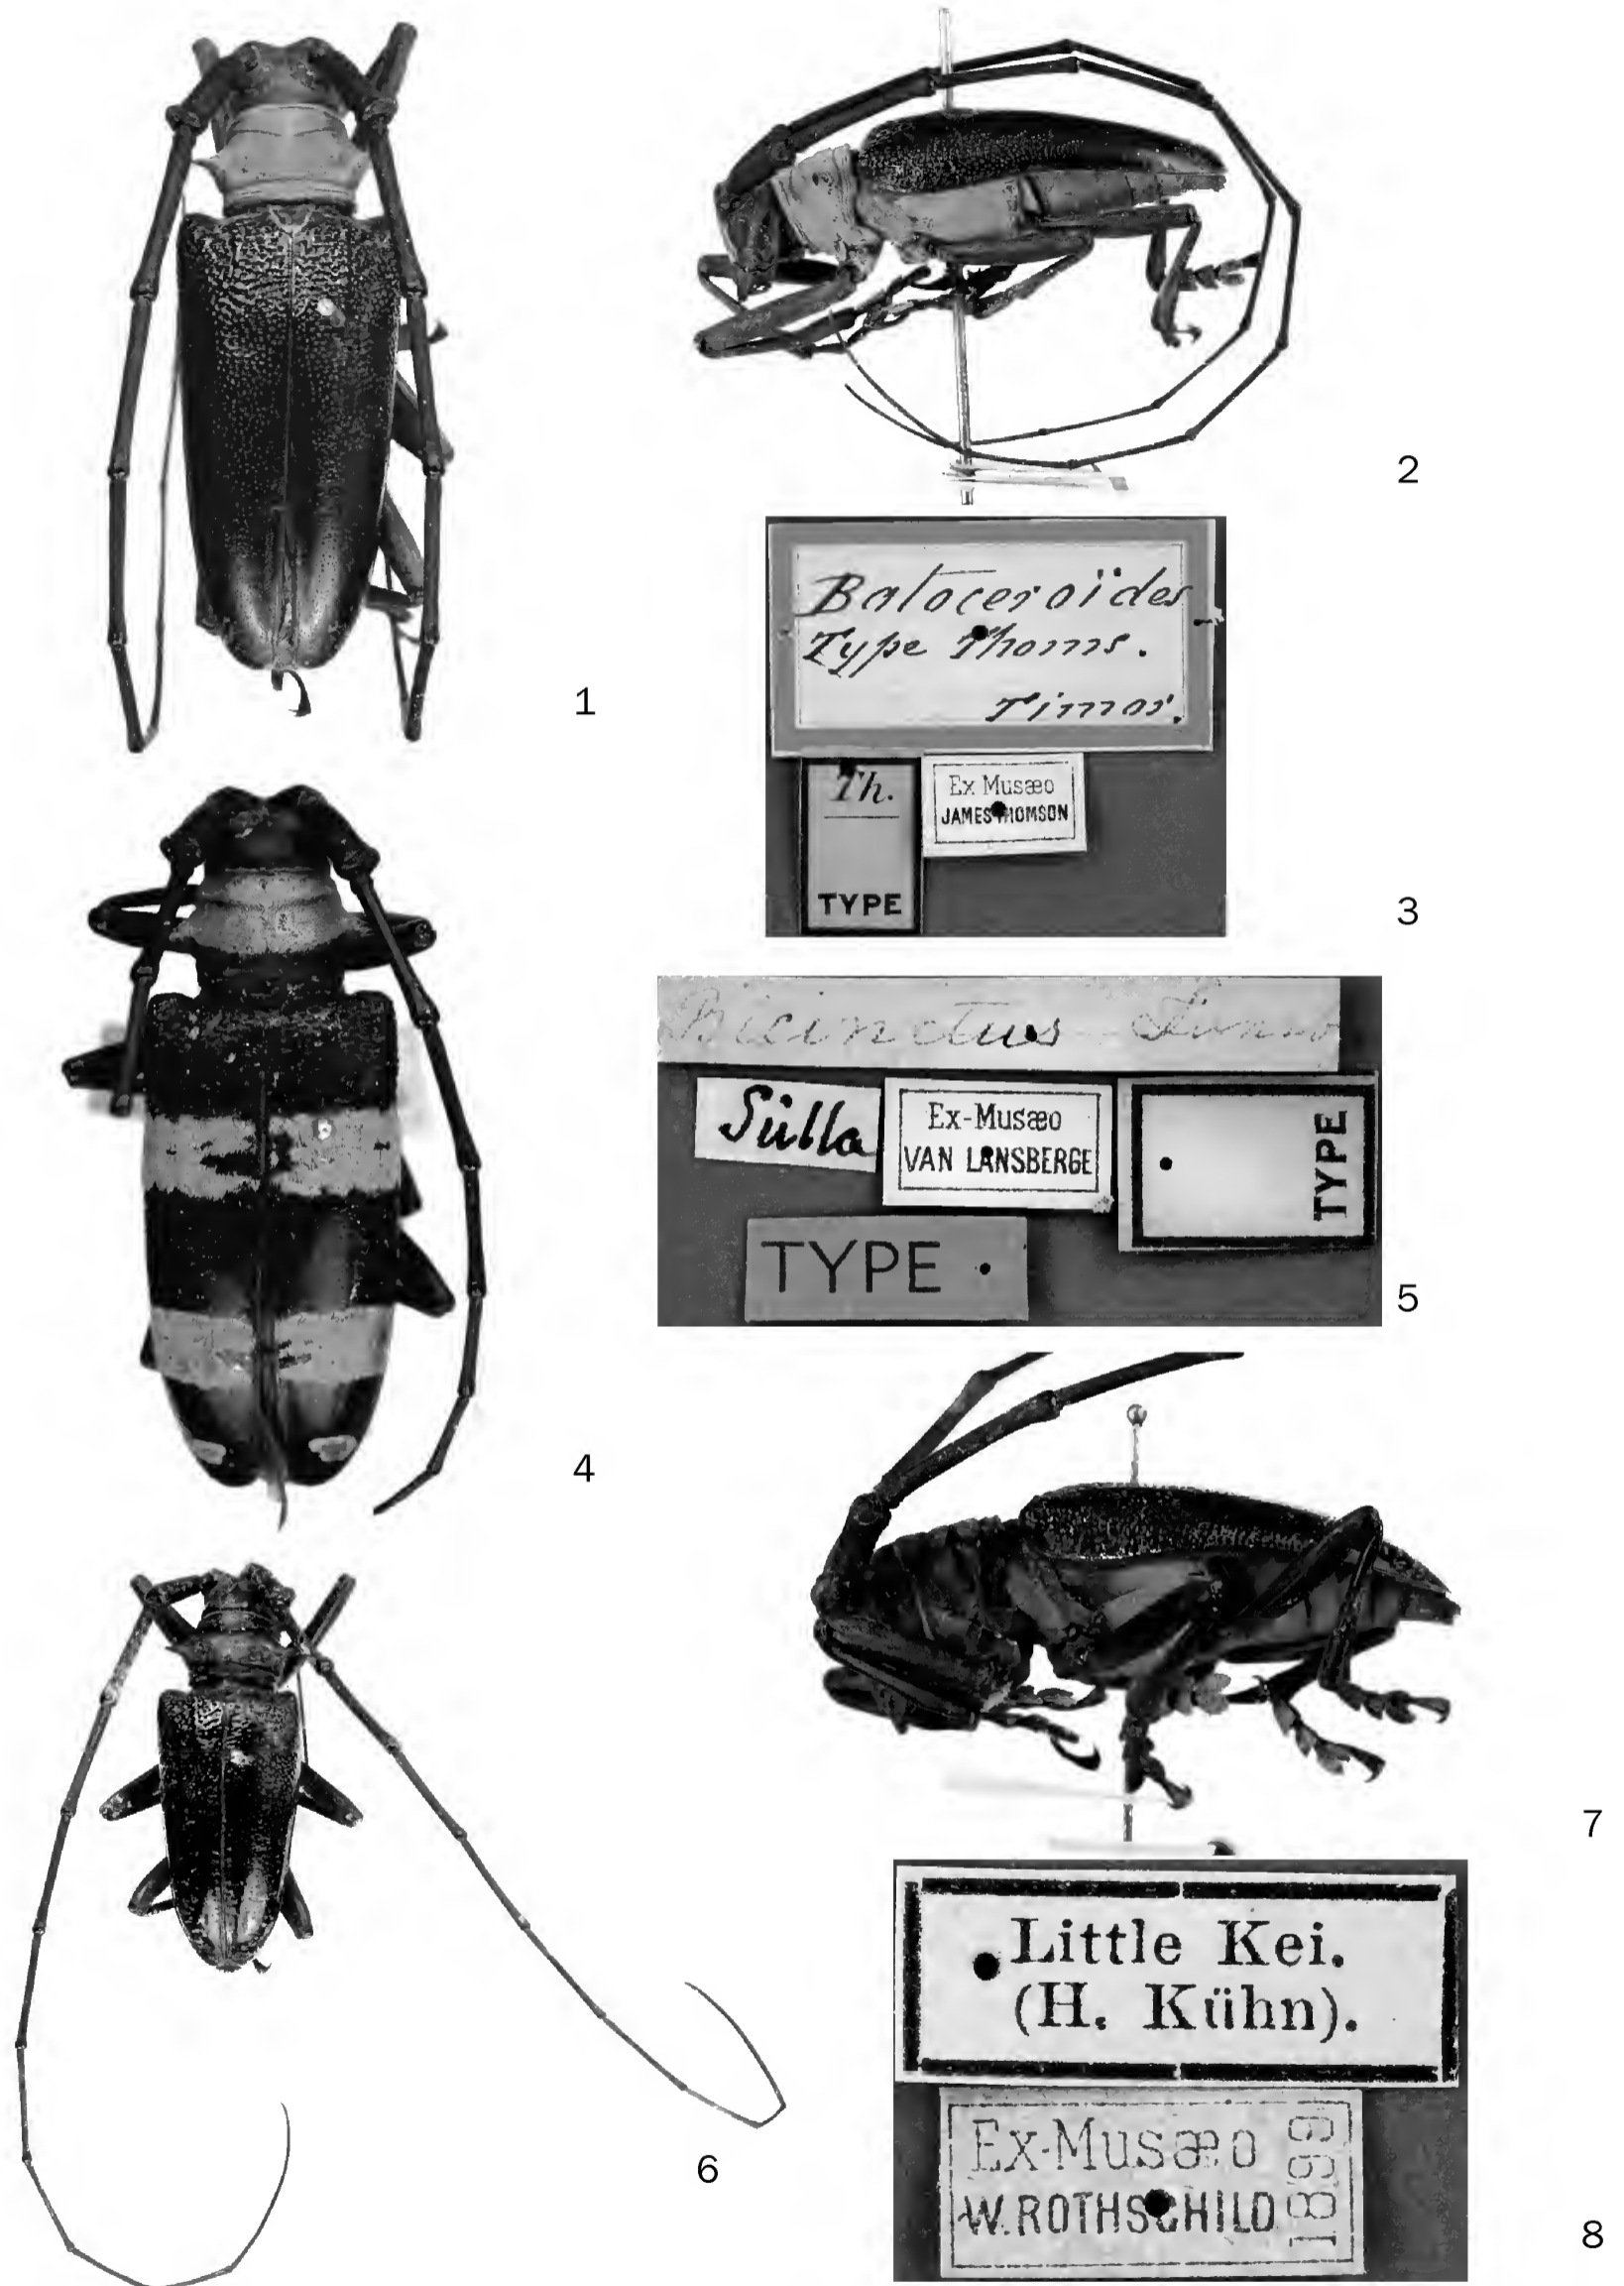 1
2
Batoceroïdes
Type Thoms.
Timor.
Th.
TYPE
Ex Musæo
JAMES THOMSON
3
4
Bicinctus
Sùlla
Ex-Musæo
VAN LANSBERGE
TYPE
TYPE
5
6
7
Little Kei.
(H. Kühn).
Ex-Musæo
W. ROTHSCHILD
1899
8